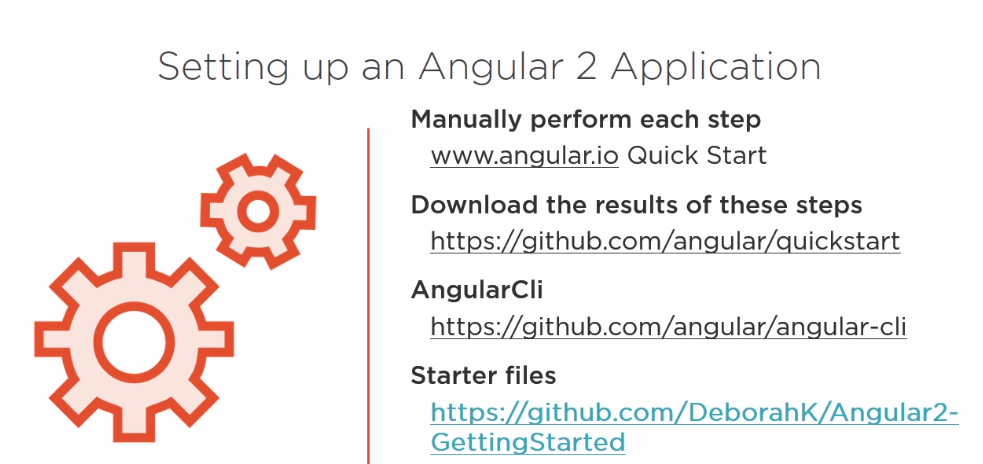 Setting up an Angular 2 Application
Manually perform each step
www.angular.io Quick Start
Download the results of these steps
https://github.com/angular/quickstart
AngularCli
https://github.com/angular/angular-cli
Starter files
https://github.com/DeborahK/Angular2-
GettingStarted